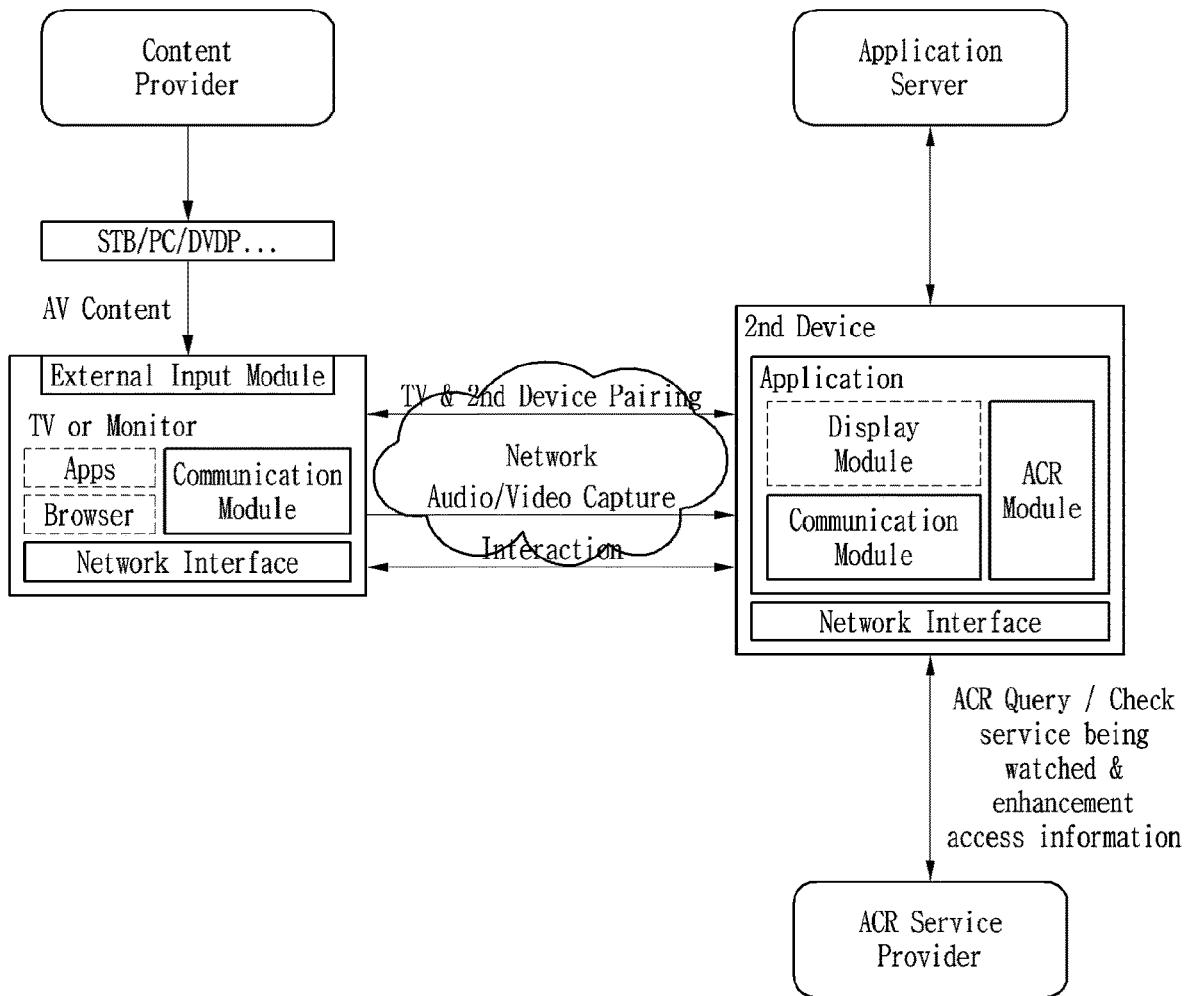 Content
Provider
Application
Server
STB/PC/DVDP...
AV Content
External Input Module
TV or Monitor
Apps
Browser
Communication
Module
Network Interface
TV & 2nd Device Pairing
Network
Audio/Video Capture
Interaction
2nd Device
Application
Display
Module
Communication
Module
ACR
Module
Network Interface
ACR Query / Check
service being
watched &
enhancement
access information
ACR Service
Provider